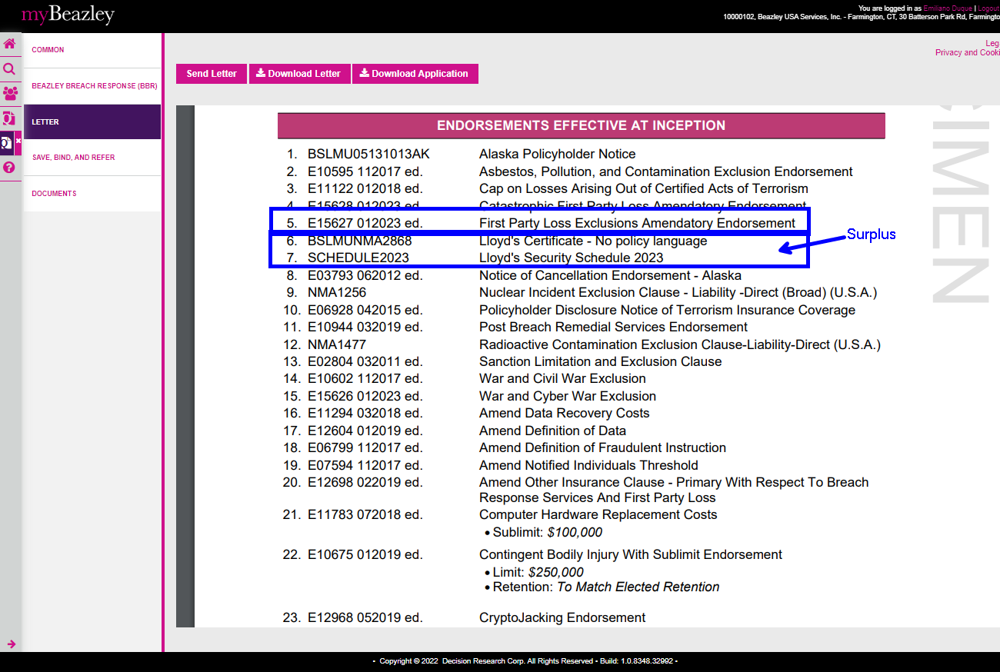 myBeazley
You are logged in as Emiliano Duque | Logout
10000102, Beazley USA Services, Inc. - Farmington, CT, 30 Batterson Park Rd, Farmingto
Leg
Privacy and Cooki
COMMON
BEAZLEY BREACH RESPONSE (BBR)
LETTER
SAVE, BIND, AND REFER
DOCUMENTS
Send Letter Download Letter Download Application
ENDORSEMENTS EFFECTIVE AT INCEPTION
1. BSLMU05131013AK Alaska Policyholder Notice
2. E10595 112017 ed. Asbestos, Pollution, and Contamination Exclusion Endorsement
3. E11122 012018 ed. Cap on Losses Arising Out of Certified Acts of Terrorism
4. E15628 012023 ed. Catastrophic First Party Loss Amendatory Endorsement
5. E15627 012023 ed. First Party Loss Exclusions Amendatory Endorsement
6. BSLMUNMA2868 Lloyd's Certificate - No policy language
Surplus
7. SCHEDULE2023 Lloyd's Security Schedule 2023
8. E03793 062012 ed. Notice of Cancellation Endorsement - Alaska
9. NMA1256 Nuclear Incident Exclusion Clause - Liability -Direct (Broad) (U.S.A.)
10. E06928 042015 ed. Policyholder Disclosure Notice of Terrorism Insurance Coverage
11. E10944 032019 ed. Post Breach Remedial Services Endorsement
12. NMA1477 Radioactive Contamination Exclusion Clause-Liability-Direct (U.S.A.)
13. E02804 032011 ed. Sanction Limitation and Exclusion Clause
14. E10602 112017 ed. War and Civil War Exclusion
15. E15626 012023 ed. War and Cyber War Exclusion
16. E11294 032018 ed. Amend Data Recovery Costs
17. E12604 012019 ed. Amend Definition of Data
18. E06799 112017 ed. Amend Definition of Fraudulent Instruction
19. E07594 112017 ed. Amend Notified Individuals Threshold
20. E12698 022019 ed. Amend Other Insurance Clause - Primary With Respect To Breach
Response Services And First Party Loss
21. E11783 072018 ed. Computer Hardware Replacement Costs
• Sublimit: $100,000
22. E10675 012019 ed. Contingent Bodily Injury With Sublimit Endorsement
• Limit: $250,000
• Retention: To Match Elected Retention
23. E12968 052019 ed. CryptoJacking Endorsement
CIMEN
• Copyright © 2022 Decision Research Corp. All Rights Reserved • Build: 1.0.8348.32992 •